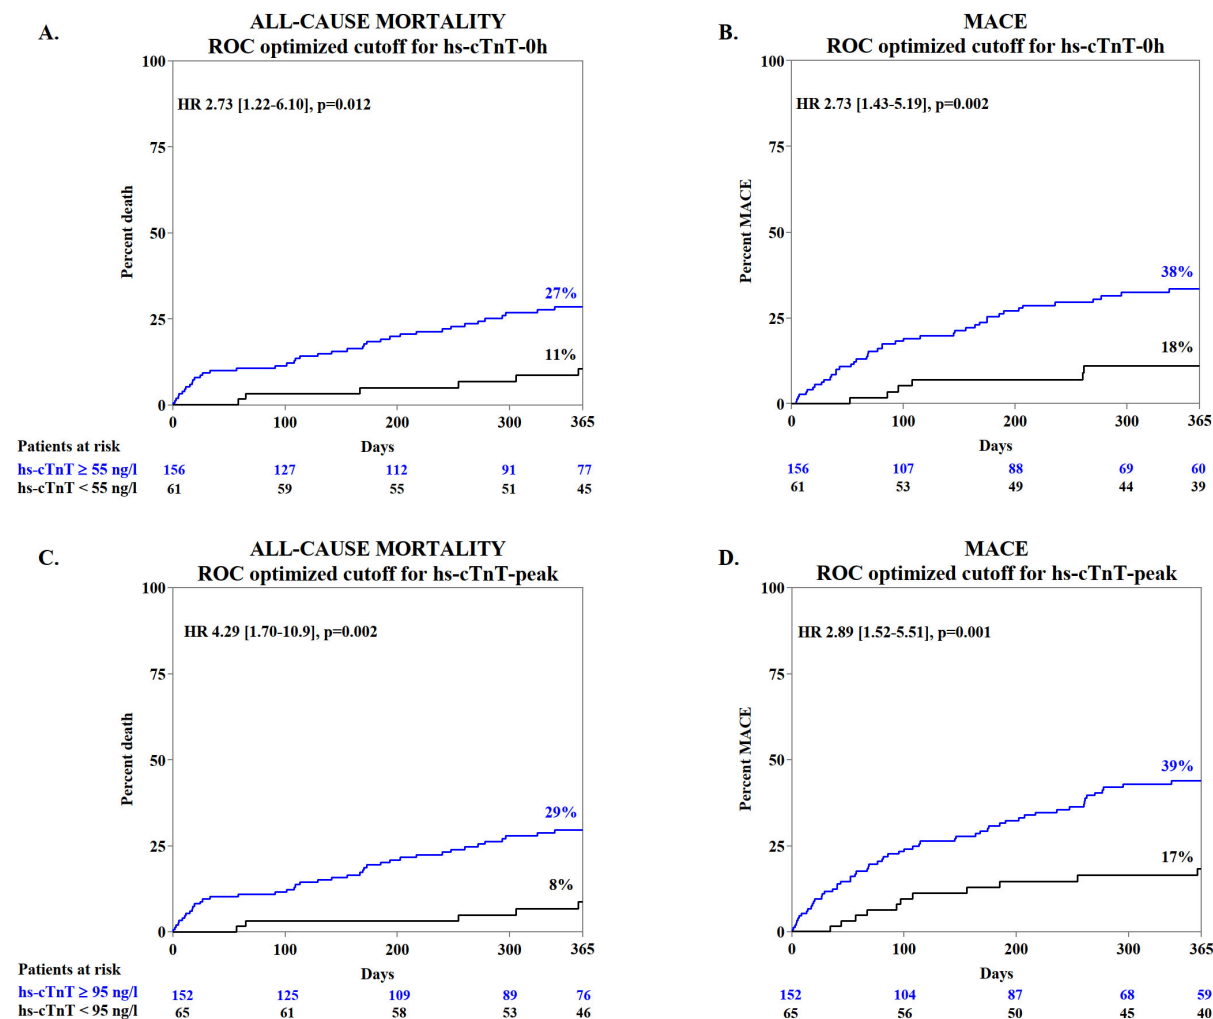 A.
ALL-CAUSE MORTALITY
ROC optimized cutoff for hs-cTnT-0h
100
75
50
25
0
Percent death
HR 2.73 [1.22-6.10], p=0.012
27%
11%
0 100 200 300 365
Days
Patients at risk
hs-cTnT ≥ 55 ng/l 156 127 112 91 77
hs-cTnT < 55 ng/l 61 59 55 51 45
B.
MACE
ROC optimized cutoff for hs-cTnT-0h
100
75
50
25
0
Percent MACE
HR 2.73 [1.43-5.19], p=0.002
38%
18%
0 100 200 300 365
Days
156 107 88 69 60
61 53 49 44 39
C.
ALL-CAUSE MORTALITY
ROC optimized cutoff for hs-cTnT-peak
100
75
50
25
0
Percent death
HR 4.29 [1.70-10.9], p=0.002
29%
8%
0 100 200 300 365
Days
Patients at risk
hs-cTnT ≥ 95 ng/l 152 125 109 89 76
hs-cTnT < 95 ng/l 65 61 58 53 46
D.
MACE
ROC optimized cutoff for hs-cTnT-peak
100
75
50
25
0
Percent MACE
HR 2.89 [1.52-5.51], p=0.001
39%
17%
0 100 200 300 365
Days
152 104 87 68 59
65 56 50 45 40